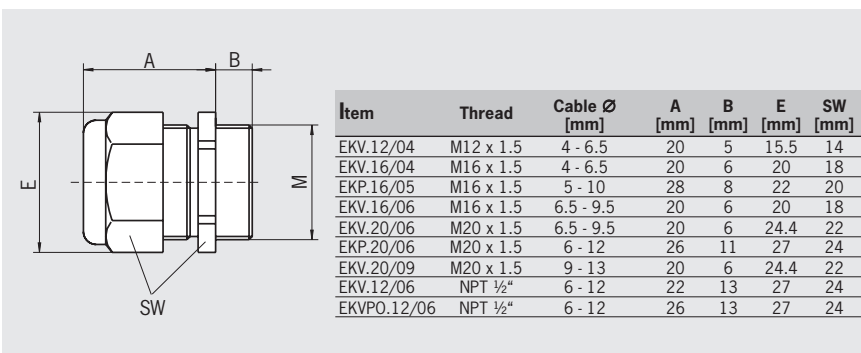 A
B
E
M
SW
Item Thread Cable Ø [mm] A [mm] B [mm] E [mm] SW [mm]
EKV.12/04 M12 x 1.5 4 - 6.5 20 5 15.5 14
EKV.16/04 M16 x 1.5 4 - 6.5 20 6 20 18
EKP.16/05 M16 x 1.5 5 - 10 28 8 22 20
EKV.16/06 M16 x 1.5 6.5 - 9.5 20 6 20 18
EKV.20/06 M20 x 1.5 6.5 - 9.5 20 6 24.4 22
EKP.20/06 M20 x 1.5 6 - 12 26 11 27 24
EKV.20/09 M20 x 1.5 9 - 13 20 6 24.4 22
EKV.12/06 NPT ½“ 6 - 12 22 13 27 24
EKVPO.12/06 NPT ½“ 6 - 12 26 13 27 24